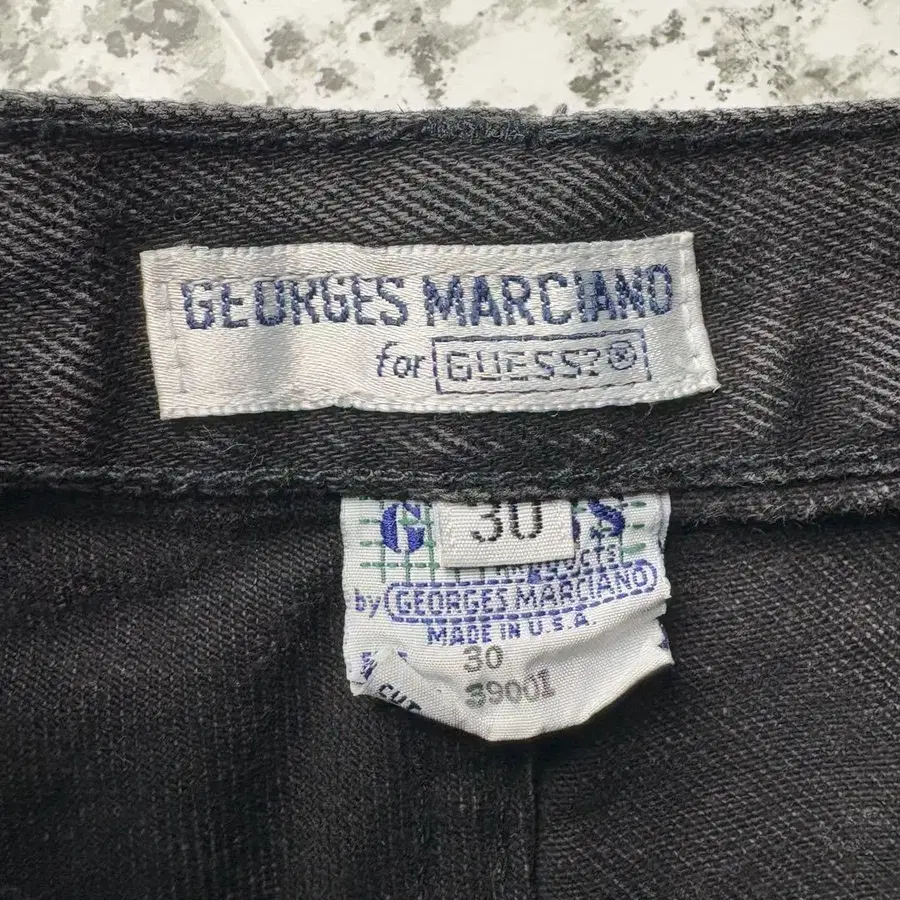 GEORGES MARCIANO
for GUESS?®
30
by GEORGES MARCIANO
MADE IN U.S.A.
30
39001